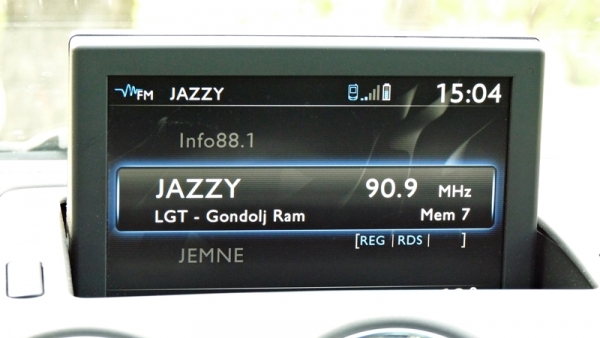 FM JAZZY 15:04
Info88.1
JAZZY 90.9 MHz
LGT - Gondolj Ram Mem 7
[REG |RDS| ]
JEMNE